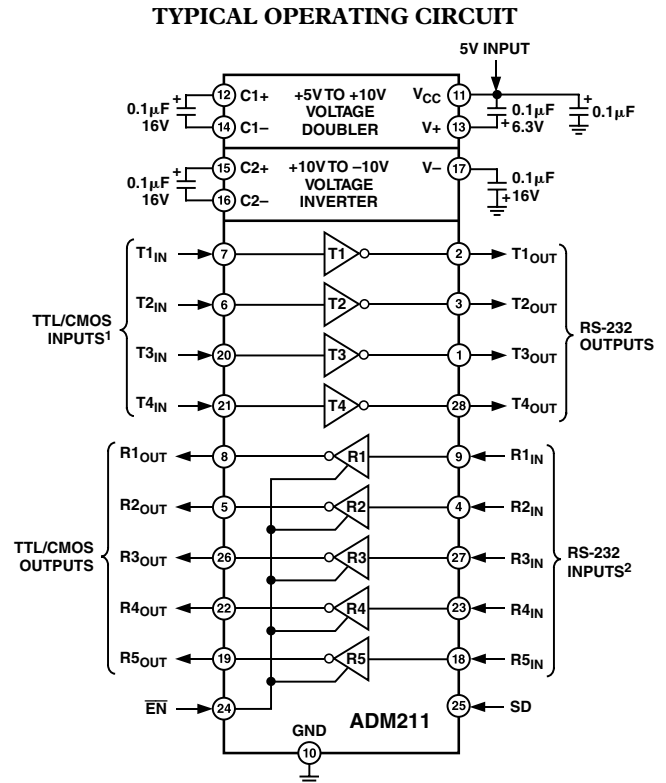 TYPICAL OPERATING CIRCUIT
5V INPUT
0.1µF
16V
12 C1+
14 C1–
+5V TO +10V
VOLTAGE
DOUBLER
VCC 11
V+ 13
0.1µF
6.3V
0.1µF
0.1µF
16V
15 C2+
16 C2–
+10V TO –10V
VOLTAGE
INVERTER
V– 17
0.1µF
16V
TTL/CMOS
INPUTS1
T1IN 7 T1 2 T1OUT
T2IN 6 T2 3 T2OUT
T3IN 20 T3 1 T3OUT
T4IN 21 T4 28 T4OUT
RS-232
OUTPUTS
TTL/CMOS
OUTPUTS
R1OUT 8 R1 9 R1IN
R2OUT 5 R2 4 R2IN
R3OUT 26 R3 27 R3IN
R4OUT 22 R4 23 R4IN
R5OUT 19 R5 18 R5IN
RS-232
INPUTS2
EN 24
ADM211
25 SD
GND
10